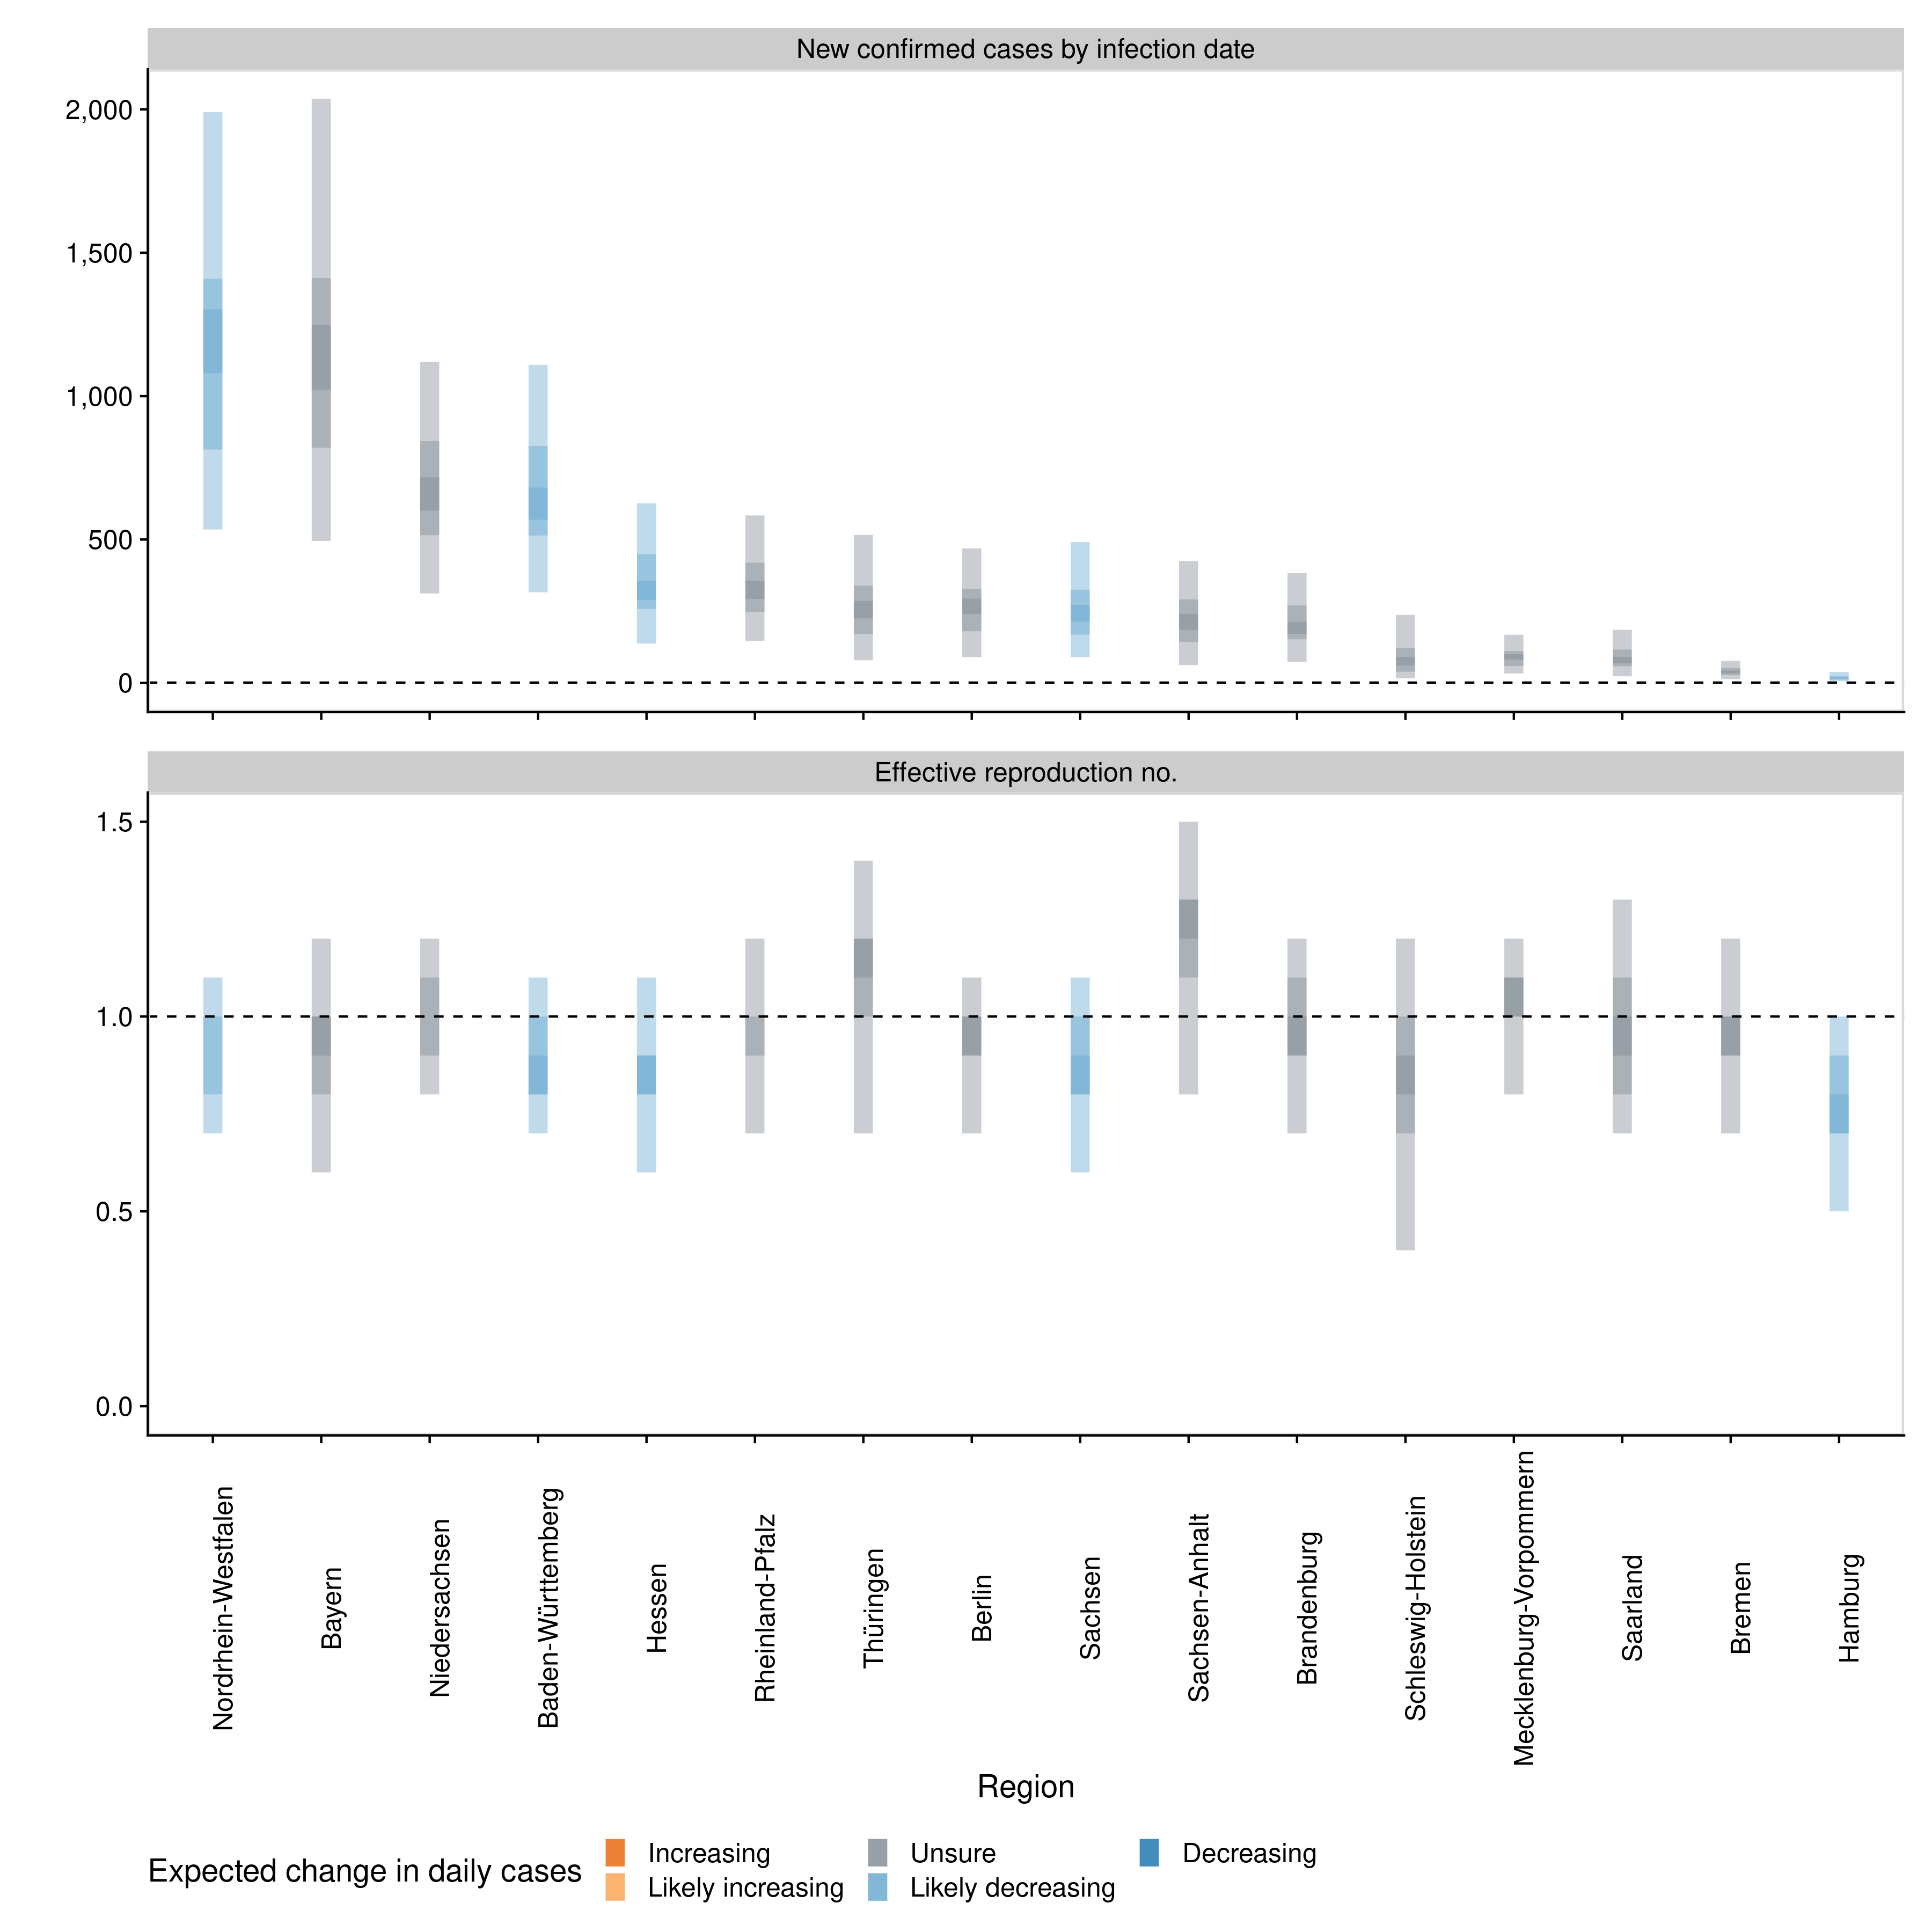 New confirmed cases by infection date
2,000
1,500
1,000
500
0
Effective reproduction no.
1.5
1.0
0.5
0.0
Nordrhein-Westfalen
Bayern
Niedersachsen
Baden-Württemberg
Hessen
Rheinland-Pfalz
Thüringen
Berlin
Sachsen
Sachsen-Anhalt
Brandenburg
Schleswig-Holstein
Mecklenburg-Vorpommern
Saarland
Bremen
Hamburg
Region
Expected change in daily cases
Increasing
Likely increasing
Unsure
Likely decreasing
Decreasing